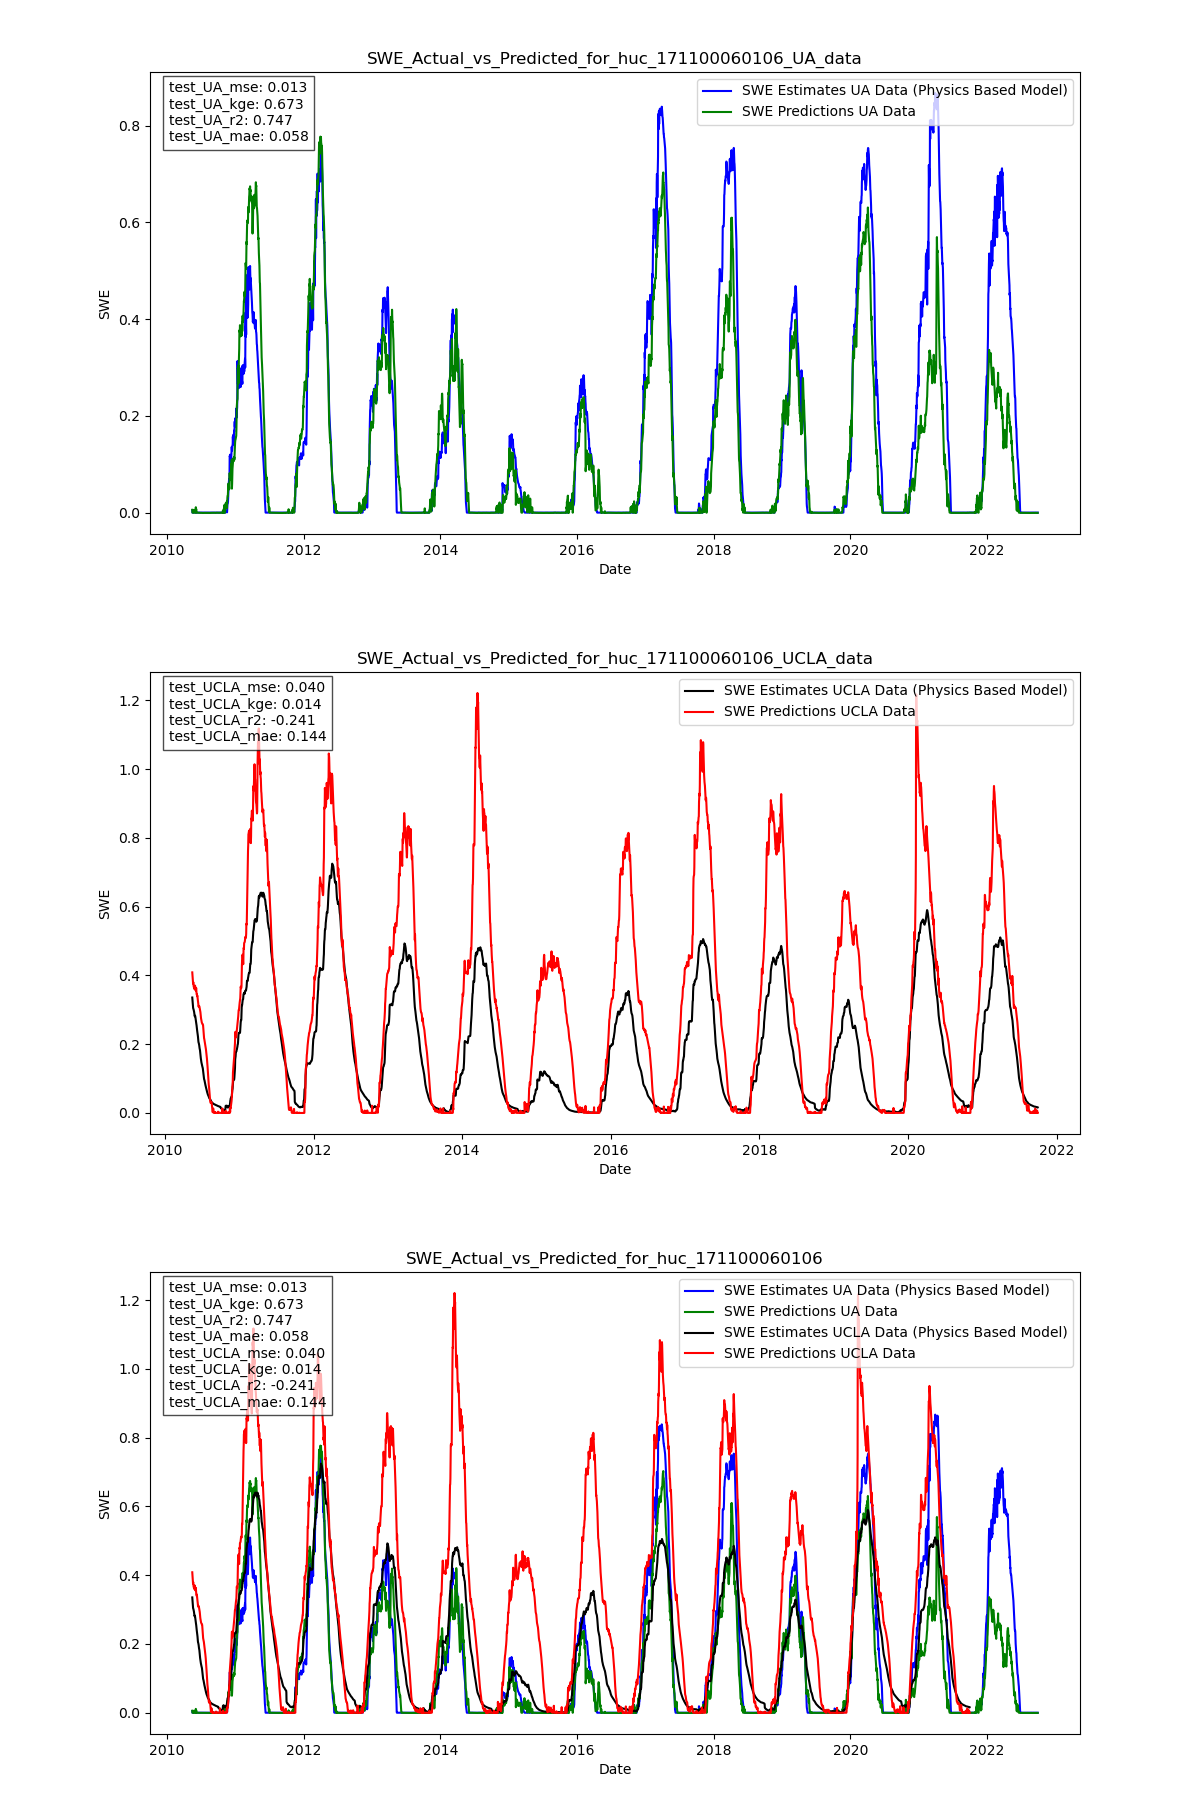 SWE_Actual_vs_Predicted_for_huc_171100060106_UA_data
test_UA_mse: 0.013
test_UA_kge: 0.673
test_UA_r2: 0.747
test_UA_mae: 0.058
SWE Estimates UA Data (Physics Based Model)
SWE Predictions UA Data
0.8
0.6
0.4
0.2
0.0
SWE
2010 2012 2014 2016 2018 2020 2022
Date
SWE_Actual_vs_Predicted_for_huc_171100060106_UCLA_data
test_UCLA_mse: 0.040
test_UCLA_kge: 0.014
test_UCLA_r2: -0.241
test_UCLA_mae: 0.144
SWE Estimates UCLA Data (Physics Based Model)
SWE Predictions UCLA Data
1.2
1.0
0.8
0.6
0.4
0.2
0.0
SWE
2010 2012 2014 2016 2018 2020 2022
Date
SWE_Actual_vs_Predicted_for_huc_171100060106
test_UA_mse: 0.013
test_UA_kge: 0.673
test_UA_r2: 0.747
test_UA_mae: 0.058
test_UCLA_mse: 0.040
test_UCLA_kge: 0.014
test_UCLA_r2: -0.241
test_UCLA_mae: 0.144
SWE Estimates UA Data (Physics Based Model)
SWE Predictions UA Data
SWE Estimates UCLA Data (Physics Based Model)
SWE Predictions UCLA Data
1.2
1.0
0.8
0.6
0.4
0.2
0.0
SWE
2010 2012 2014 2016 2018 2020 2022
Date